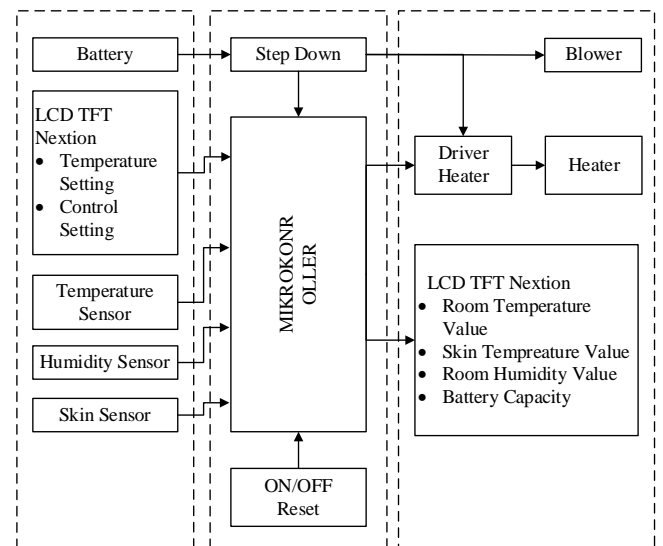 Battery
Step Down
Blower
LCD TFT
Nextion
● Temperature
Setting
● Control
Setting
Temperature
Sensor
Humidity Sensor
Skin Sensor
MIKROKONR
OLLER
ON/OFF
Reset
Driver
Heater
Heater
LCD TFT Nextion
● Room Temperature
Value
● Skin Tempreature Value
● Room Humidity Value
● Battery Capacity